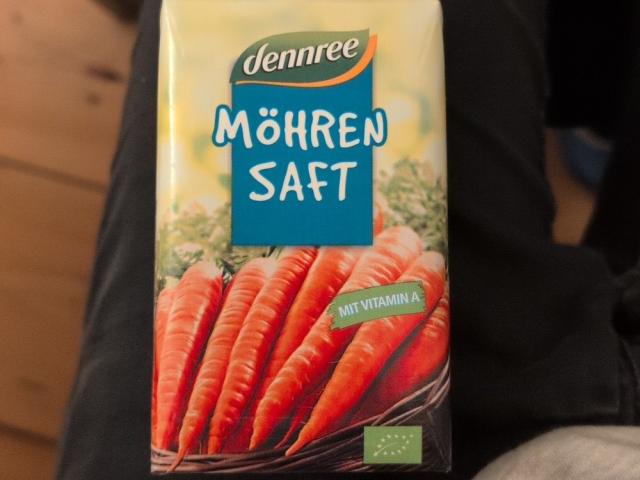 dennree
MÖHREN
SAFT
MIT VITAMIN A